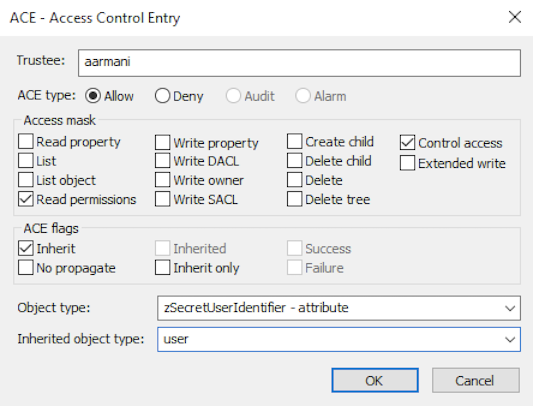 ACE - Access Control Entry
Trustee: aarmani
ACE type: Allow Deny Audit Alarm
Access mask
Read property Write property Create child Control access
List Write DACL Delete child Extended write
List object Write owner Delete
Read permissions Write SACL Delete tree
ACE flags
Inherit Inherited Success
No propagate Inherit only Failure
Object type: zSecretUserIdentifier - attribute
Inherited object type: user
OK Cancel